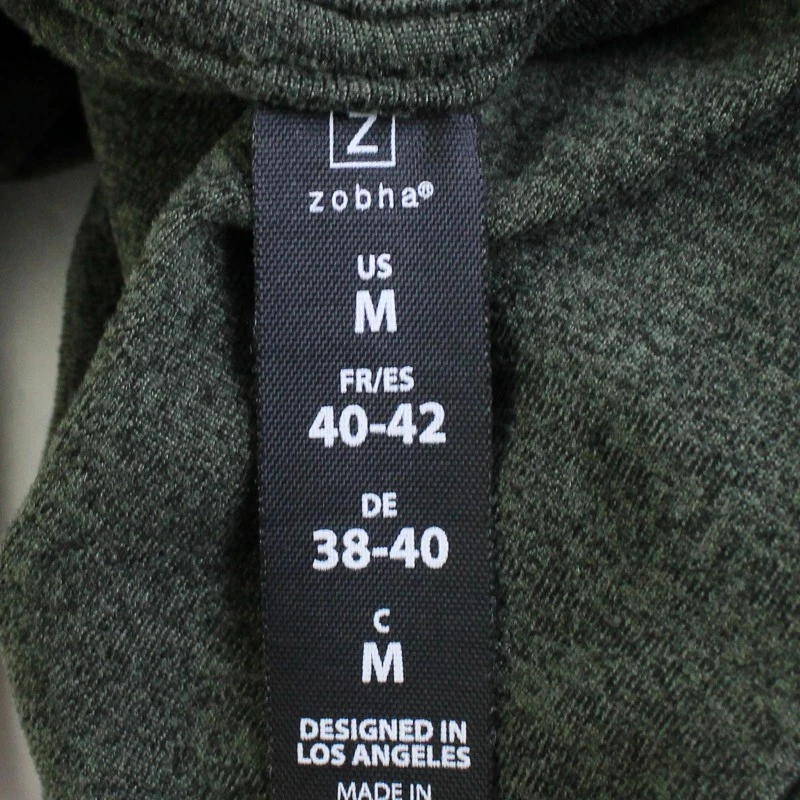 Z
zobha®
US
M
FR/ES
40-42
DE
38-40
C
M
DESIGNED IN
LOS ANGELES
MADE IN